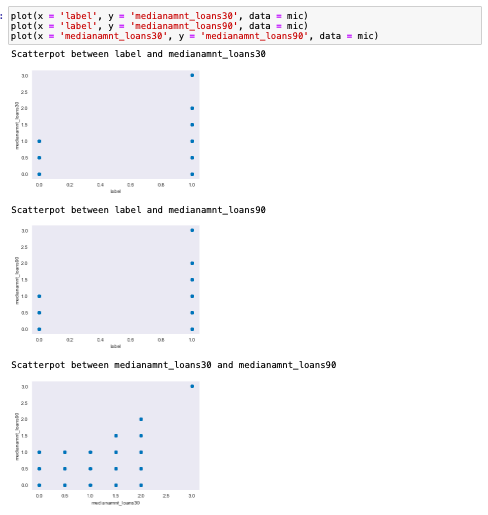 : plot(x = 'label', y = 'medianamnt_loans30', data = mic)
plot(x = 'label', y = 'medianamnt_loans90', data = mic)
plot(x = 'medianamnt_loans30', y = 'medianamnt_loans90', data = mic)
Scatterpot between label and medianamnt_loans30
3.0
2.5
2.0
1.5
1.0
0.5
0.0
medianamnt_loans30
0.0 0.2 0.4 0.6 0.8 1.0
label
Scatterpot between label and medianamnt_loans90
3.0
2.5
2.0
1.5
1.0
0.5
0.0
medianamnt_loans90
0.0 0.2 0.4 0.6 0.8 1.0
label
Scatterpot between medianamnt_loans30 and medianamnt_loans90
3.0
2.5
2.0
1.5
1.0
0.5
0.0
medianamnt_loans90
0.0 0.5 1.0 1.5 2.0 3.0
medianamnt_loans30